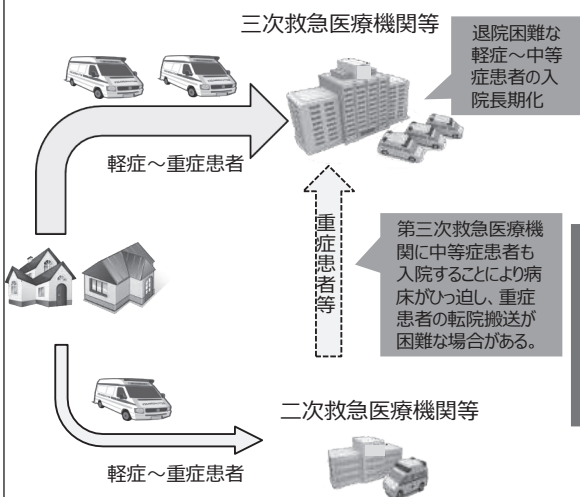 三次救急医療機関等
退院困難な
軽症～中等
症患者の入
院長期化
軽症～重症患者
重症患者等
第三次救急医療機
関に中等症患者も
入院することにより病
床がひっ迫し、重症
患者の転院搬送が
困難な場合がある。
二次救急医療機関等
軽症～重症患者